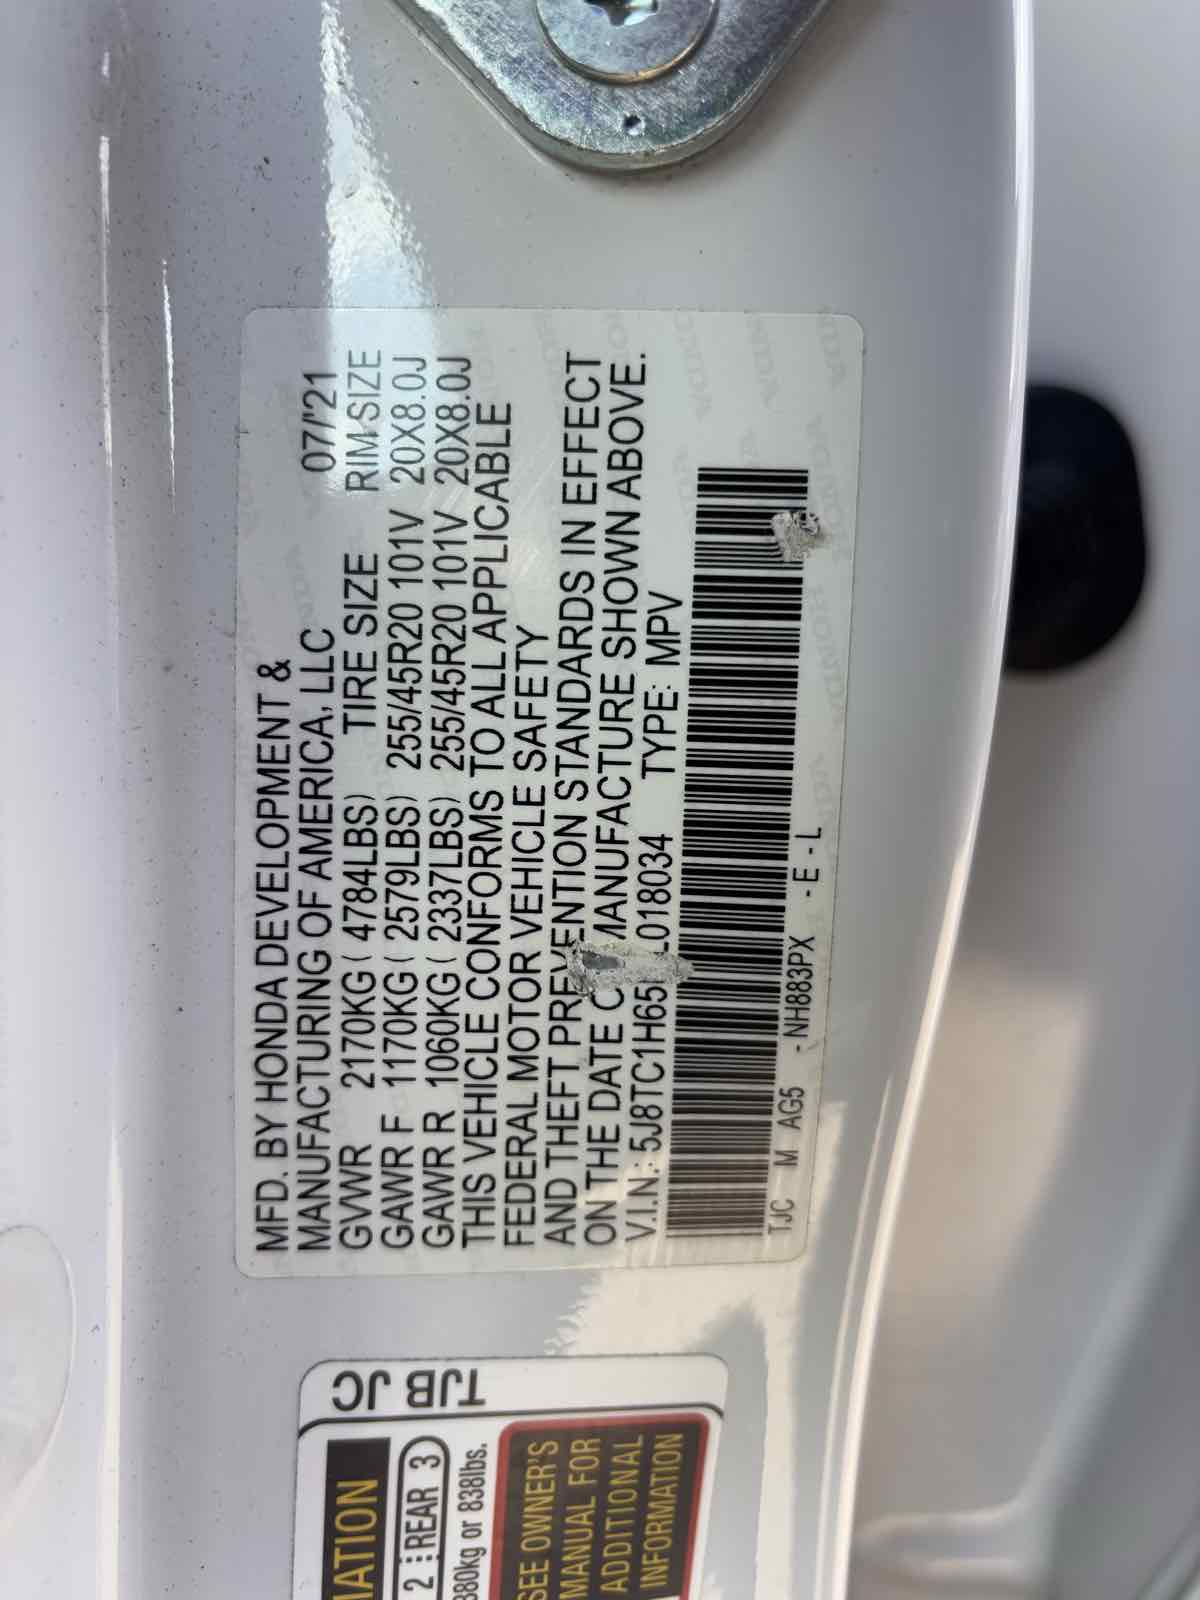 MFD. BY HONDA DEVELOPMENT &
MANUFACTURING OF AMERICA, LLC 07/'21
GVWR 2170KG ( 4784LBS) TIRE SIZE RIM SIZE
GAWR F 1170KG ( 2579LBS) 255/45R20 101V 20X8.0J
GAWR R 1060KG ( 2337LBS) 255/45R20 101V 20X8.0J
THIS VEHICLE CONFORMS TO ALL APPLICABLE
FEDERAL MOTOR VEHICLE SAFETY
AND THEFT PREVENTION STANDARDS IN EFFECT
ON THE DATE MANUFACTURE SHOWN ABOVE.
V.I.N.: 5J8TC1H65 L018034 TYPE: MPV
TJC M AG5 - NH883PX - E - L
TJB JC
MATION
2 REAR 3
380kg or 838lbs.
SEE OWNER'S
MANUAL FOR
ADDITIONAL
INFORMATION